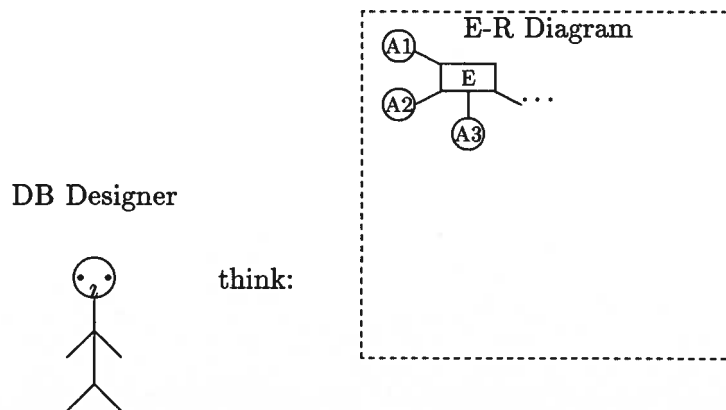 E-R Diagram
A1
E
A2
...
A3
DB Designer
think: